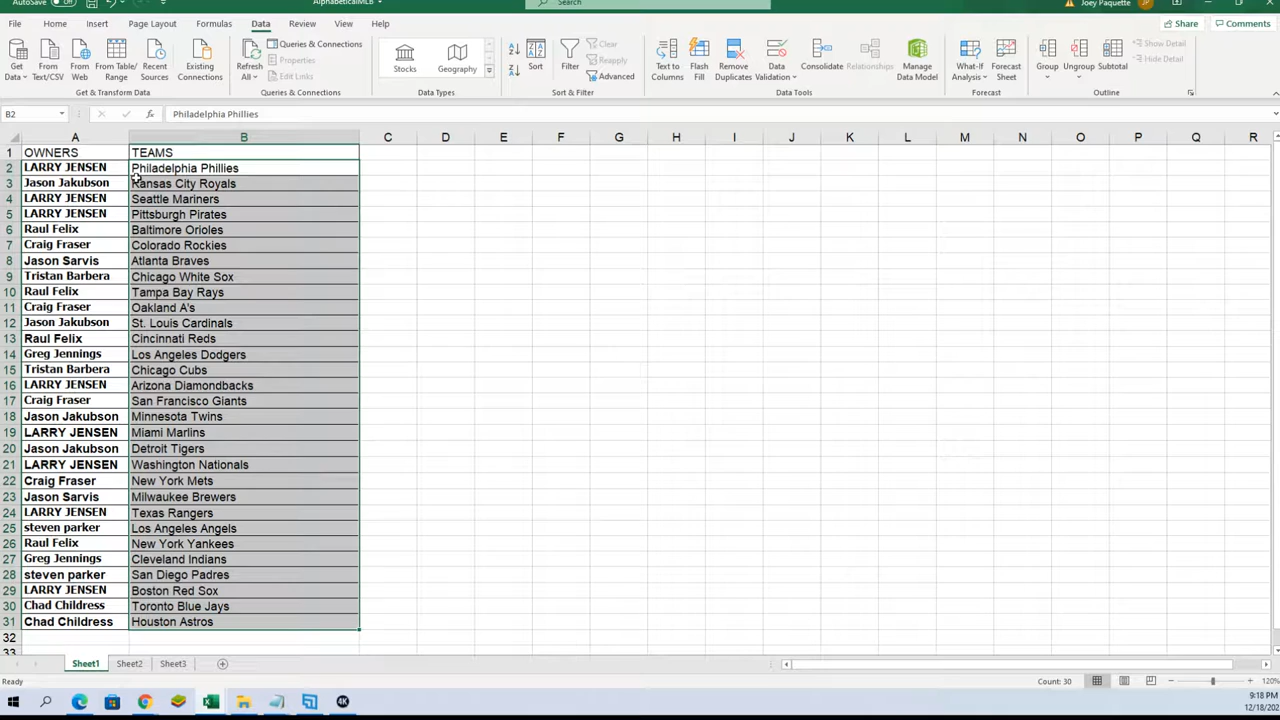 AutoSave Off AlphabeticalMLB Search Joey Paquette JP
File Home Insert Page Layout Formulas Data Review View Help Share Comments
Get Data From Text/CSV From Web From Table/Range Recent Sources Existing Connections
Get & Transform Data
Refresh All Queries & Connections Properties Edit Links
Queries & Connections
Stocks Geography
Data Types
Sort Filter Clear Reapply Advanced
Sort & Filter
Text to Columns Flash Fill Remove Duplicates Data Validation Consolidate Relationships Manage Data Model
Data Tools
What-If Analysis Forecast Sheet
Forecast
Group Ungroup Subtotal Show Detail Hide Detail
Outline
B2 fx Philadelphia Phillies
A B C D E F G H I J K L M N O P Q R
1 OWNERS TEAMS
2 LARRY JENSEN Philadelphia Phillies
3 Jason Jakubson Kansas City Royals
4 LARRY JENSEN Seattle Mariners
5 LARRY JENSEN Pittsburgh Pirates
6 Raul Felix Baltimore Orioles
7 Craig Fraser Colorado Rockies
8 Jason Sarvis Atlanta Braves
9 Tristan Barbera Chicago White Sox
10 Raul Felix Tampa Bay Rays
11 Craig Fraser Oakland A's
12 Jason Jakubson St. Louis Cardinals
13 Raul Felix Cincinnati Reds
14 Greg Jennings Los Angeles Dodgers
15 Tristan Barbera Chicago Cubs
16 LARRY JENSEN Arizona Diamondbacks
17 Craig Fraser San Francisco Giants
18 Jason Jakubson Minnesota Twins
19 LARRY JENSEN Miami Marlins
20 Jason Jakubson Detroit Tigers
21 LARRY JENSEN Washington Nationals
22 Craig Fraser New York Mets
23 Jason Sarvis Milwaukee Brewers
24 LARRY JENSEN Texas Rangers
25 steven parker Los Angeles Angels
26 Raul Felix New York Yankees
27 Greg Jennings Cleveland Indians
28 steven parker San Diego Padres
29 LARRY JENSEN Boston Red Sox
30 Chad Childress Toronto Blue Jays
31 Chad Childress Houston Astros
32
33
Sheet1 Sheet2 Sheet3
Ready Count: 30 120%
4K 9:18 PM
12/18/202